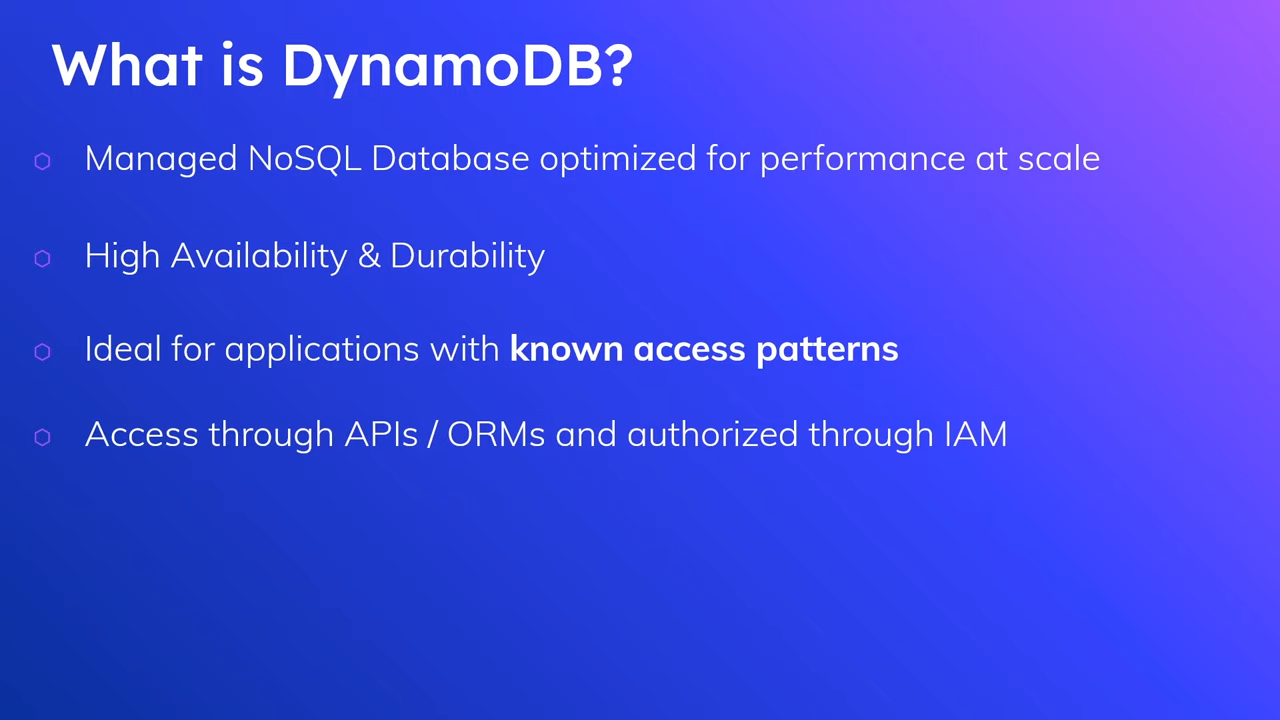 What is DynamoDB?
Managed NoSQL Database optimized for performance at scale
High Availability & Durability
Ideal for applications with known access patterns
Access through APIs / ORMs and authorized through IAM